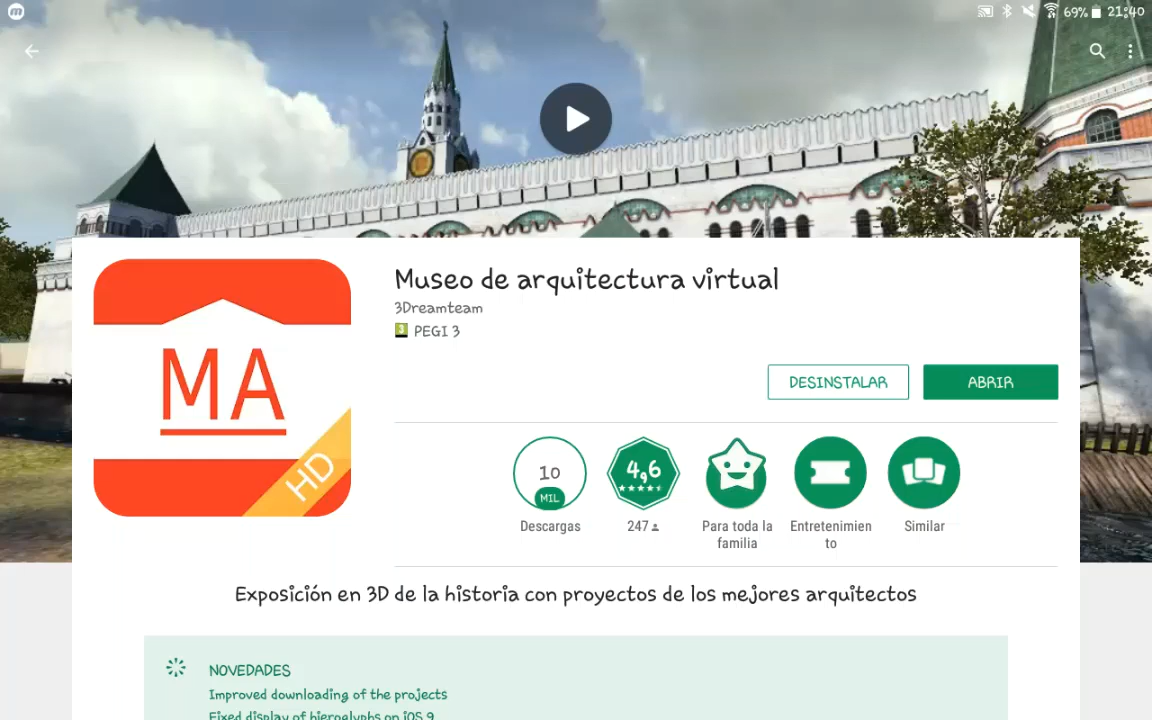 69% 21:40
Museo de arquitectura virtual
3Dreamteam
3 PEGI 3
MA
HD
DESINSTALAR ABRIR
10
MIL
4,6
Descargas
247
Para toda la
familia
Entretenimien
to
Similar
Exposición en 3D de la historia con proyectos de los mejores arquitectos
NOVEDADES
Improved downloading of the projects
Fixed display of hieroglyphs on iOS 9